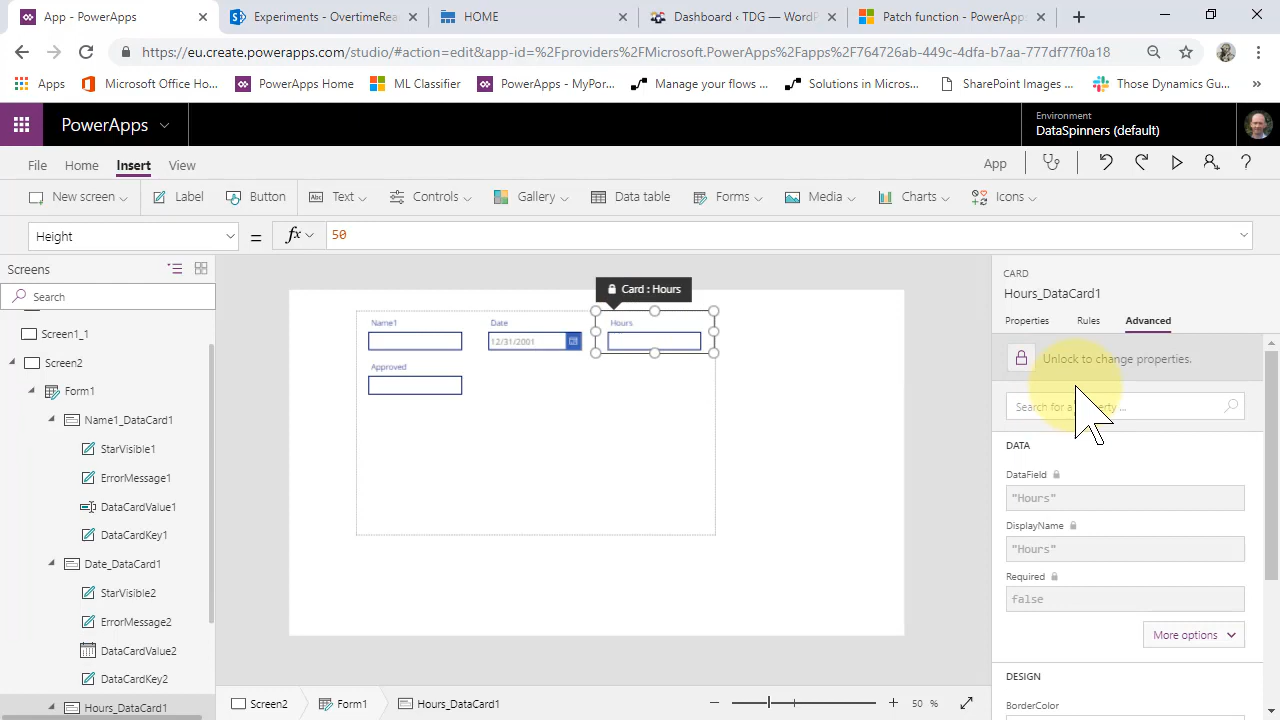 App - PowerApps
Experiments - OvertimeRea
HOME
Dashboard ‹ TDG — WordP
Patch function - PowerApps
https://eu.create.powerapps.com/studio/#action=edit&app-id=%2Fproviders%2FMicrosoft.PowerApps%2Fapps%2F764726ab-449c-4dfa-b7aa-777df77f0a18
Apps
Microsoft Office Ho...
PowerApps Home
ML Classifier
PowerApps - MyPor...
Manage your flows ...
Solutions in Micros...
SharePoint Images ...
Those Dynamics Gu...
»
PowerApps
Environment
DataSpinners (default)
File
Home
Insert
View
App
?
New screen
Label
Button
Abc
Text
Controls
Gallery
Data table
Forms
Media
Charts
Icons
Height
=
fx
50
Screens
Search
Screen1_1
Screen2
Form1
Name1_DataCard1
StarVisible1
ErrorMessage1
DataCardValue1
DataCardKey1
Date_DataCard1
StarVisible2
ErrorMessage2
DataCardValue2
DataCardKey2
Hours_DataCard1
Card : Hours
Name1
Date
Hours
12/31/2001
Approved
Screen2
Form1
Hours_DataCard1
50 %
CARD
Hours_DataCard1
Properties
Rules
Advanced
Unlock to change properties.
Search for a property ...
DATA
DataField
"Hours"
DisplayName
"Hours"
Required
false
More options
DESIGN
BorderColor